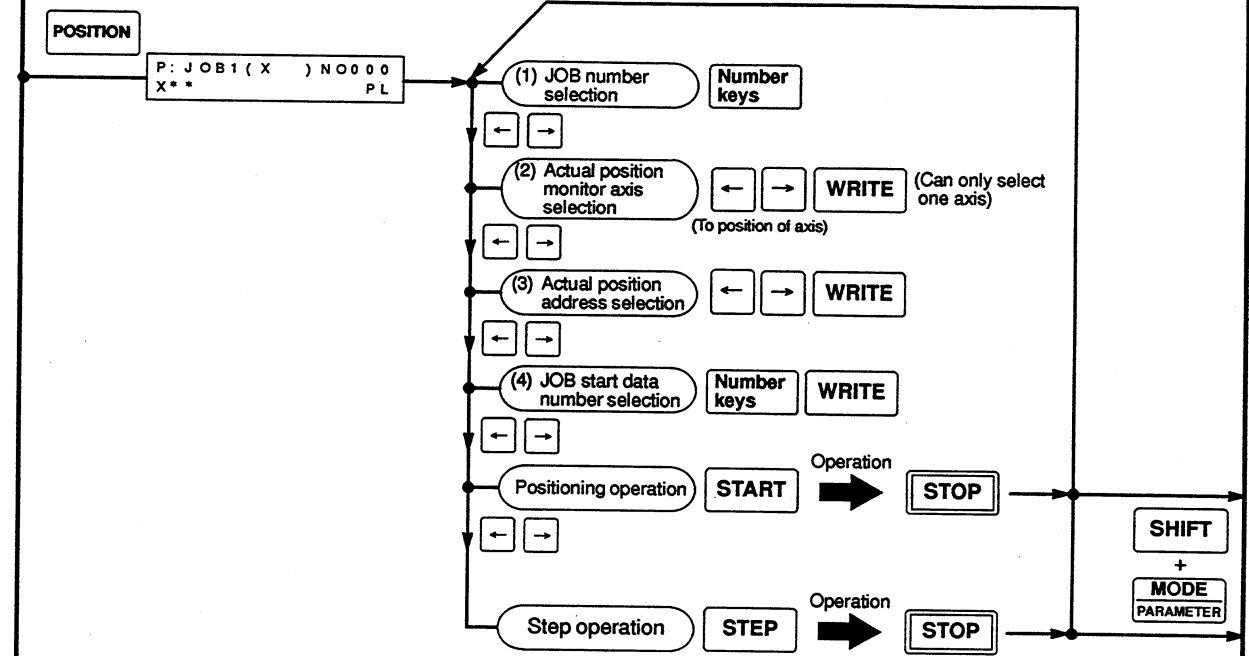 POSITION
P: JOB1(X )NO000
X** PL
(1) JOB number
selection
Number
keys
← →
(2) Actual position
monitor axis
selection
← → WRITE
(Can only select
one axis)
(To position of axis)
← →
(3) Actual position
address selection
← → WRITE
← →
(4) JOB start data
number selection
Number
keys
WRITE
← →
Positioning operation
START
Operation
STOP
← →
SHIFT
+
MODE
PARAMETER
Step operation
STEP
Operation
STOP